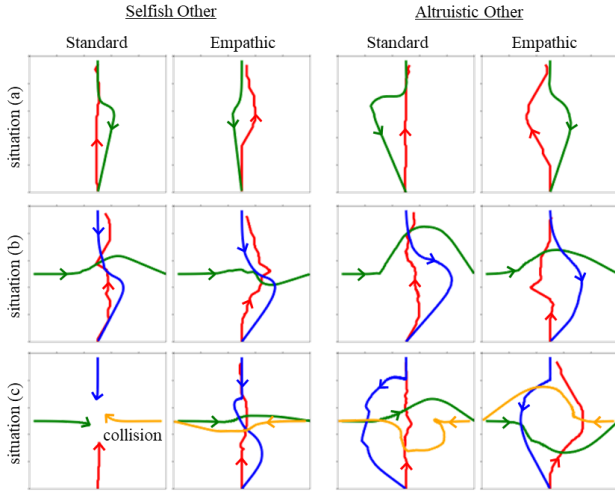 Selfish Other
Altruistic Other
Standard
Empathic
Standard
Empathic
situation (a)
situation (b)
situation (c)
collision